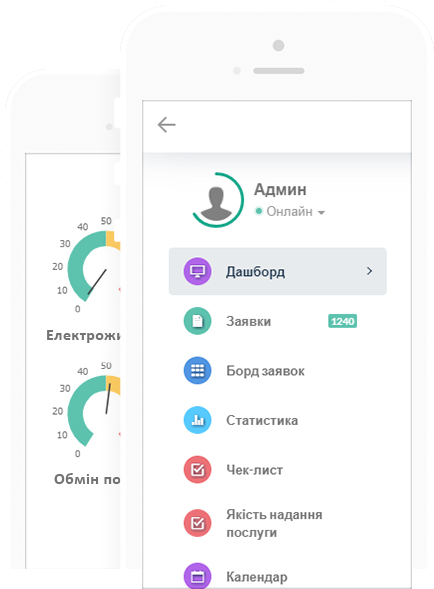 Админ
Онлайн
Дашборд
Заявки
1240
Борд заявок
Статистика
Чек-лист
Якість надання
послуги
Календар
50
40
30
20
10
0
Електрожи
50
40
30
20
10
0
Обмін по